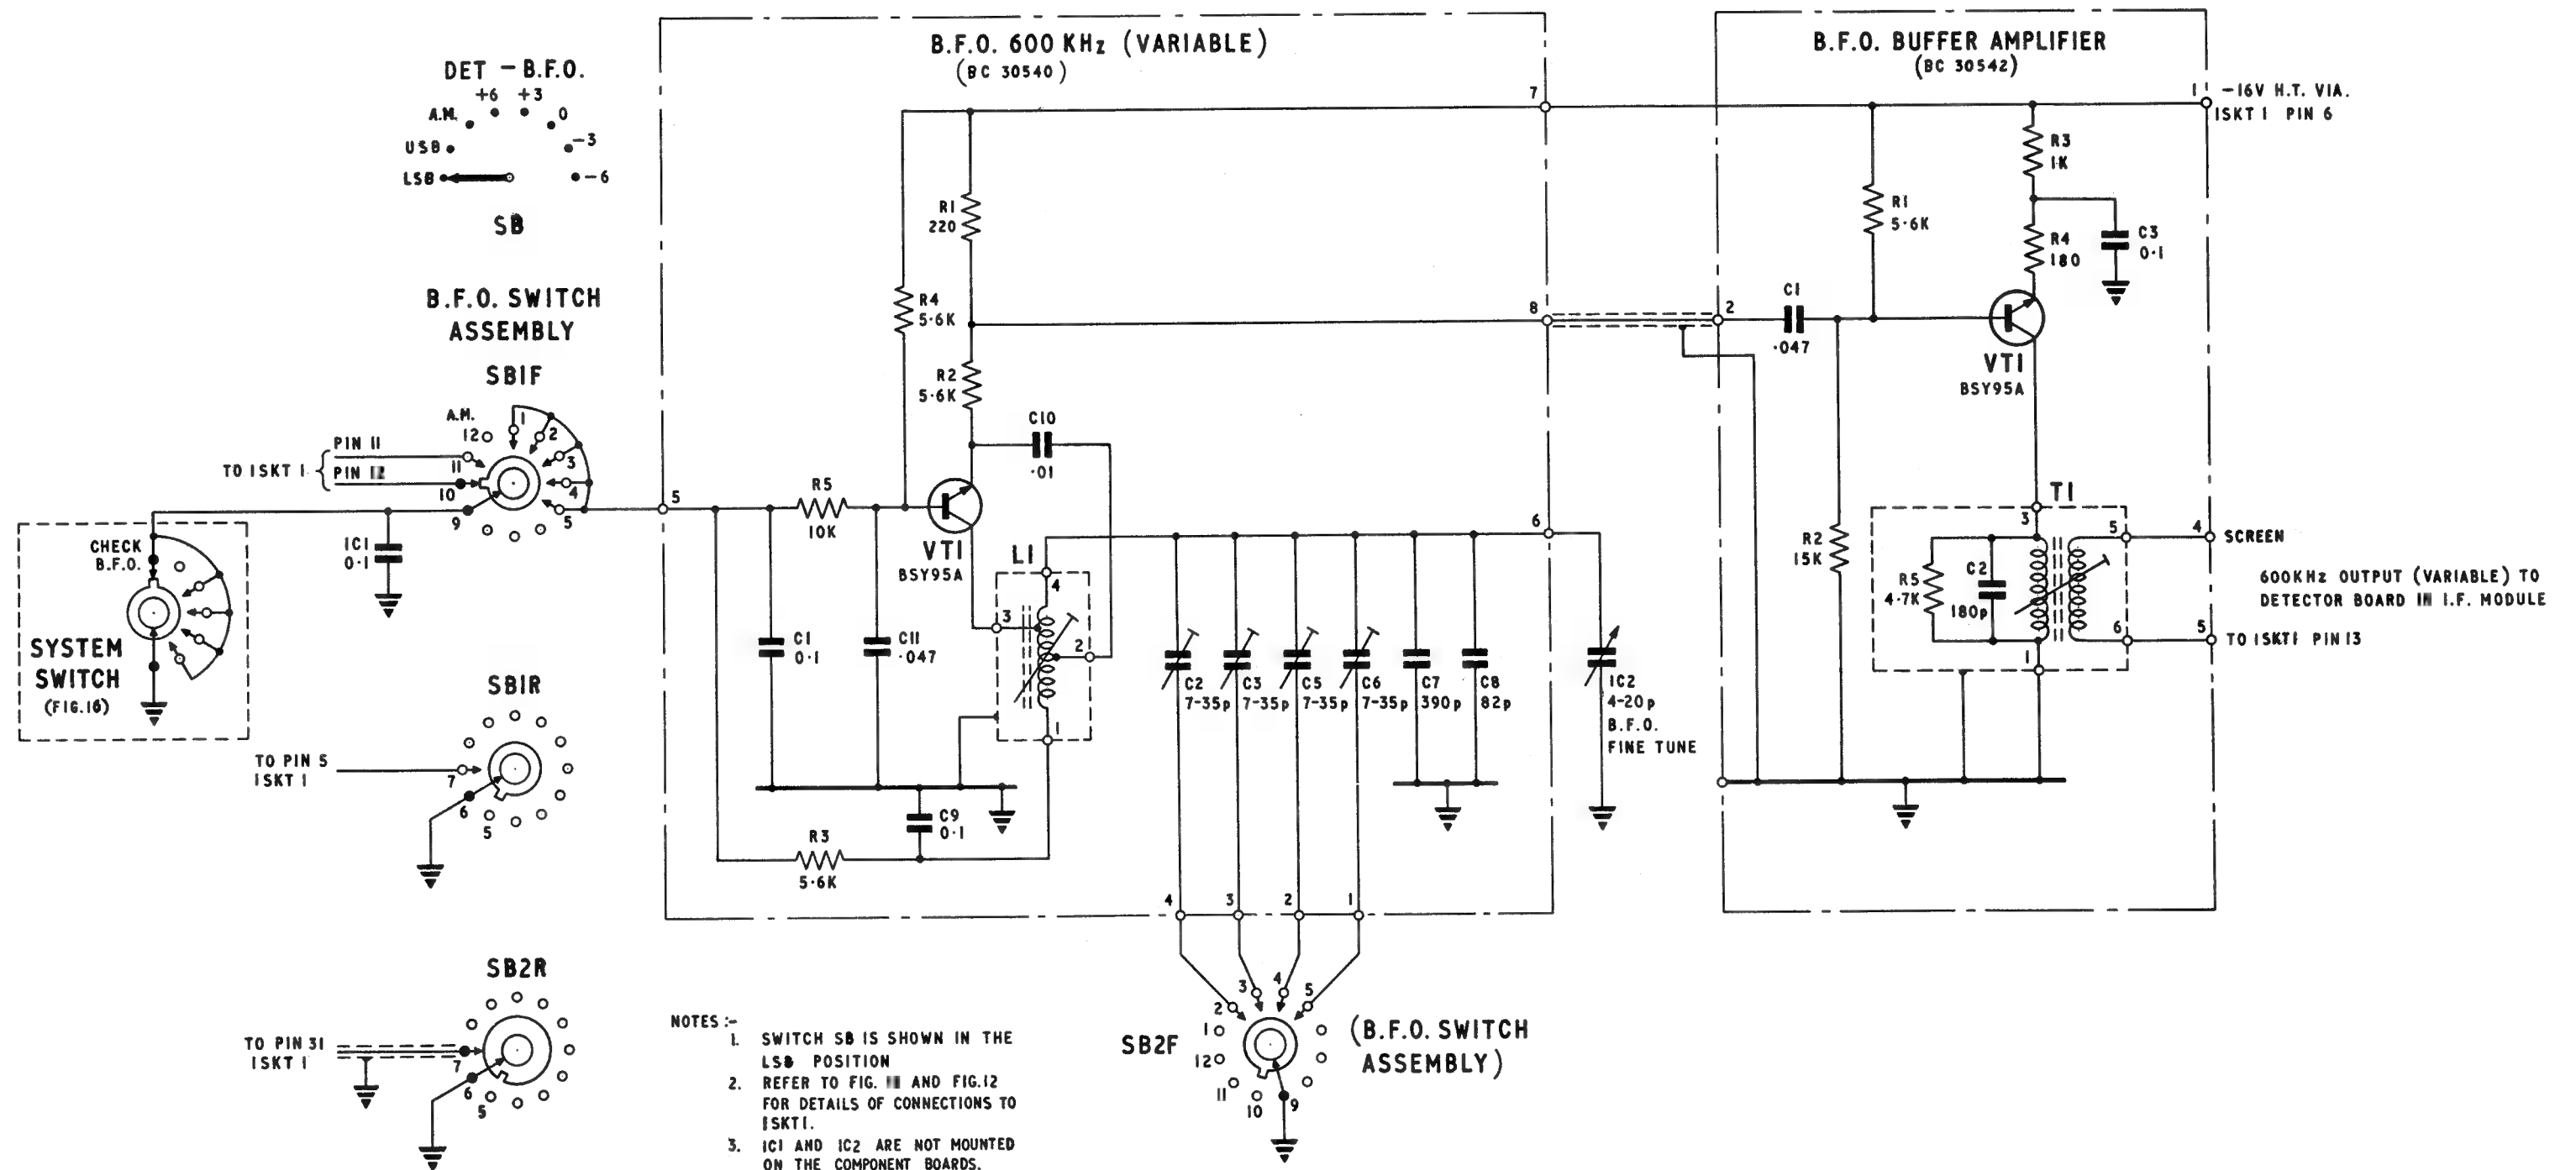 DET - B.F.O.
+6 +3
A.M. 0
USB -3
LSB -6
SB
B.F.O. SWITCH
ASSEMBLY
SB1F
A.M.
12 1 2 3 4 5
11 10 9
TO 1SKT 1
PIN 11
PIN 12
CHECK
B.F.O.
SYSTEM
SWITCH
(FIG.16)
1C1
0·1
SB1R
TO PIN 5
1SKT 1
7
6
5
SB2R
TO PIN 31
1SKT 1
7
6
5
B.F.O. 600 KHz (VARIABLE)
(BC 30540)
7
R1
220
R4
5·6K
8
R2
5·6K
C10
·01
5
R5
10K
VT1
BSY95A
L1
4
3
2
1
6
C1
0·1
C11
·047
C2
7-35p
C3
7-35p
C5
7-35p
C6
7-35p
C7
390p
C8
82p
1C2
4-20p
B.F.O.
FINE TUNE
C9
0·1
R3
5·6K
4 3 2 1
SB2F
2 3 4 5
1
12
11
10
9
(B.F.O. SWITCH
ASSEMBLY)
NOTES :-
1. SWITCH SB IS SHOWN IN THE
LSB POSITION
2. REFER TO FIG. AND FIG.12
FOR DETAILS OF CONNECTIONS TO
1SKT1.
3. 1C1 AND 1C2 ARE NOT MOUNTED
ON THE COMPONENT BOARDS.
B.F.O. BUFFER AMPLIFIER
(BC 30542)
1
-16V H.T. VIA.
1SKT 1 PIN 6
R3
1K
R1
5·6K
R4
180
C3
0·1
2
C1
·047
VT1
BSY95A
T1
3
5
4
SCREEN
R2
15K
R5
4·7K
C2
180p
600KHz OUTPUT (VARIABLE) TO
DETECTOR BOARD IN I.F. MODULE
1
6
5
TO 1SKT1 PIN 13